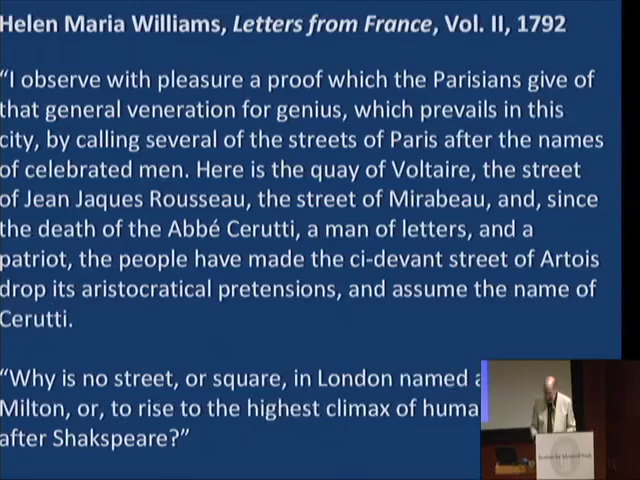 Helen Maria Williams, Letters from France, Vol. II, 1792
“I observe with pleasure a proof which the Parisians give of
that general veneration for genius, which prevails in this
city, by calling several of the streets of Paris after the names
of celebrated men. Here is the quay of Voltaire, the street
of Jean Jaques Rousseau, the street of Mirabeau, and, since
the death of the Abbé Cerutti, a man of letters, and a
patriot, the people have made the ci-devant street of Artois
drop its aristocratical pretensions, and assume the name of
Cerutti.
“Why is no street, or square, in London named
Milton, or, to rise to the highest climax of
after Shakspeare?”
Institute for Advanced Study